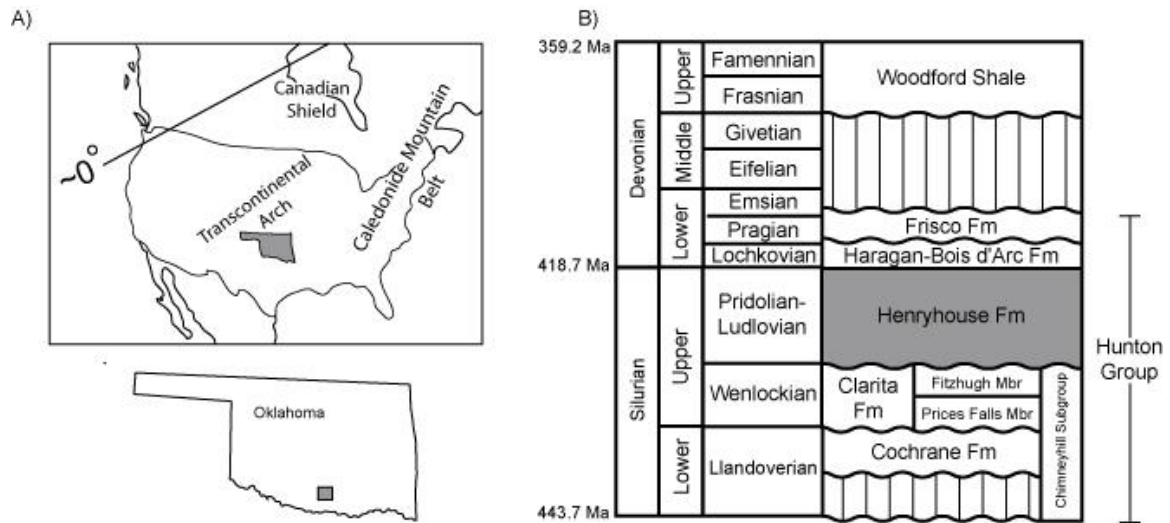 A)
Canadian
Shield
~0°
Transcontinental
Arch
Caledonide Mountain
Belt
Oklahoma
B)
359.2 Ma
418.7 Ma
443.7 Ma
Devonian
Silurian
Upper
Middle
Lower
Upper
Lower
Famennian
Frasnian
Givetian
Eifelian
Emsian
Pragian
Lochkovian
Pridolian-
Ludlovian
Wenlockian
Llandoverian
Woodford Shale
Frisco Fm
Haragan-Bois d'Arc Fm
Henryhouse Fm
Clarita
Fm
Fitzhugh Mbr
Prices Falls Mbr
Cochrane Fm
Chimneyhill Subgroup
Hunton
Group